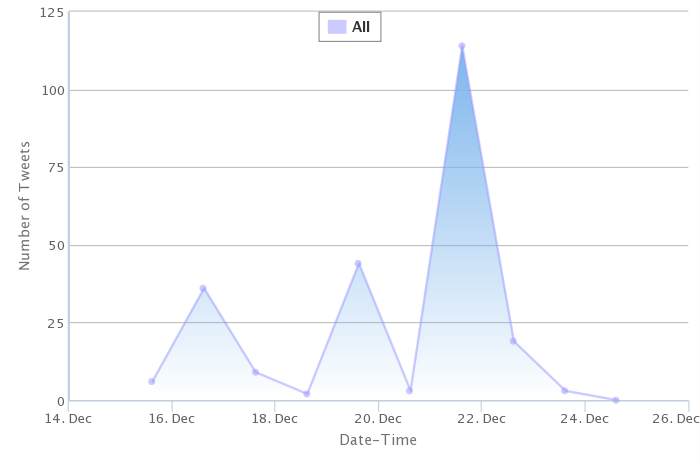 All
125
100
75
50
25
0
Number of Tweets
14. Dec
16. Dec
18. Dec
20. Dec
22. Dec
24. Dec
26. Dec
Date-Time